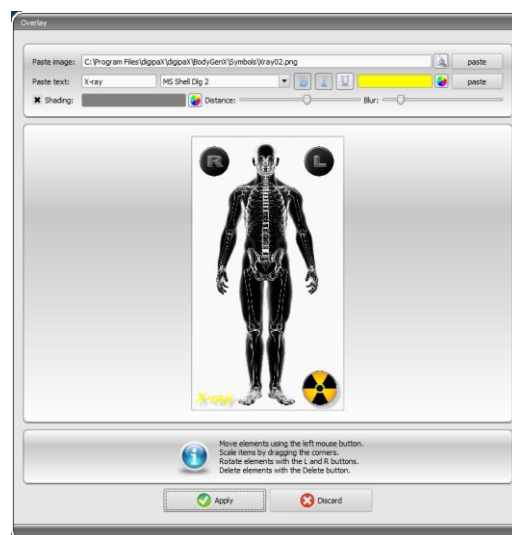 Overlay
Paste image: C:\Program Files\digipaX\digipaX\BodyGenX\Symbols\Xray02.png paste
Paste text: X-ray MS Shell Dlg 2 B I U paste
Shading: Distance: Blur:
R L
X-ray
Move elements using the left mouse button.
Scale items by dragging the corners.
Rotate elements with the L and R buttons.
Delete elements with the Delete button.
Apply Discard